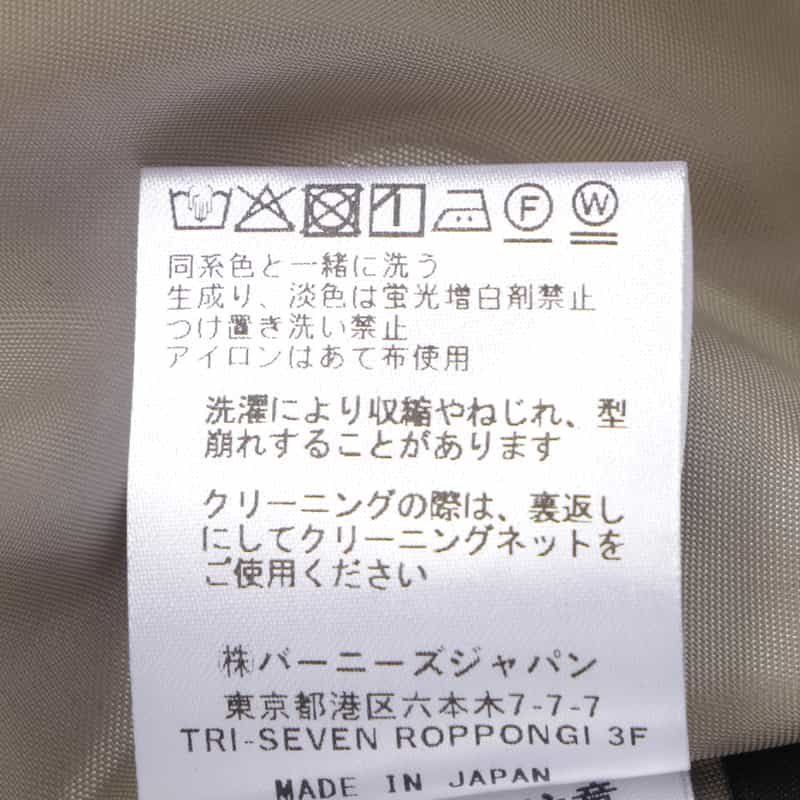 F W
同系色と一緒に洗う
生成り、淡色は蛍光増白剤禁止
つけ置き洗い禁止
アイロンはあて布使用
洗濯により収縮やねじれ、型
崩れすることがあります
クリーニングの際は、裏返し
にしてクリーニングネットを
ご使用ください
㈱バーニーズジャパン
東京都港区六本木7-7-7
TRI-SEVEN ROPPONGI 3F
MADE IN JAPAN